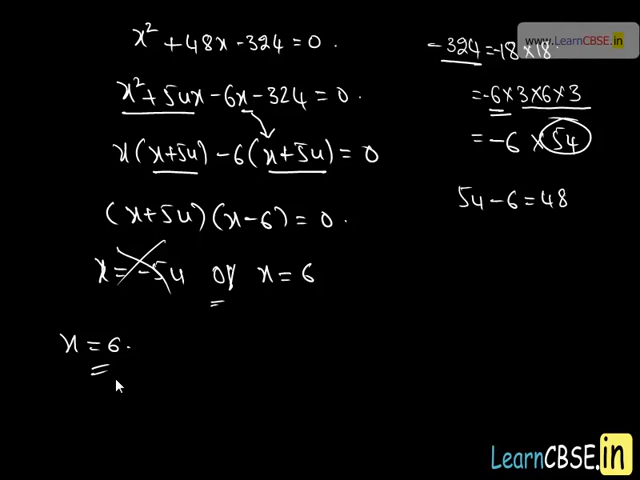 x² + 48x - 324 = 0.
x² + 54x - 6x - 324 = 0.
x(x+54) - 6(x+54) = 0
(x+54)(x-6) = 0.
x = -54 or x = 6
x = 6.
www.LearnCBSE.in
-324 = -18 × 18
= -6 × 3 × 6 × 3
= -6 × 54
54 - 6 = 48
LearnCBSE.in